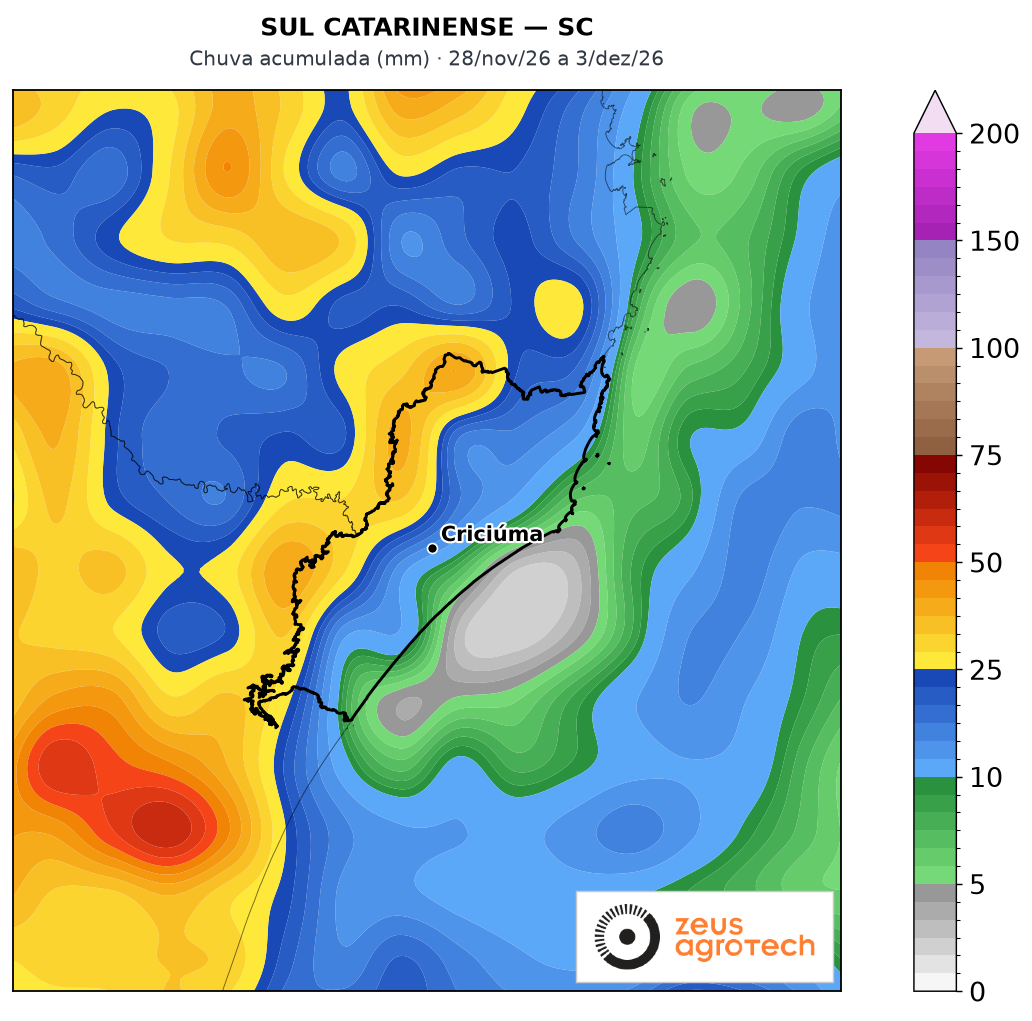 SUL CATARINENSE — SC
Chuva acumulada (mm) · 28/nov/26 a 3/dez/26
200
150
100
75
50
25
10
5
0
Criciúma
zeus
agrotech